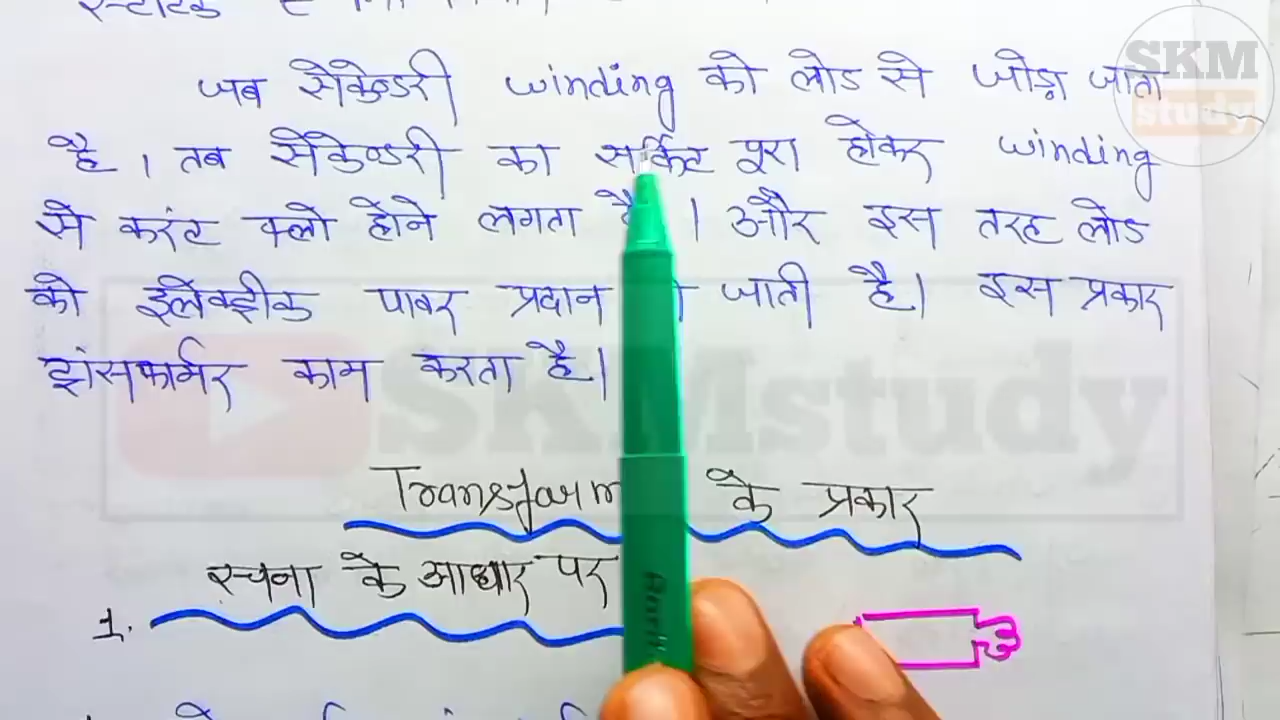 जब सेकेण्डरी winding को लोड से जोड़ा जाता
है, तब सेकेण्डरी का सर्किट पूरा होकर winding
से करंट फ्लो होने लगता है । और इस तरह लोड
को इलेक्ट्रीक पावर प्रदान जाती है। इस प्रकार
ट्रांसफार्मर काम करता है।
के प्रकार
रचना के आधार पर
1.
SKM
study
SKMstudy